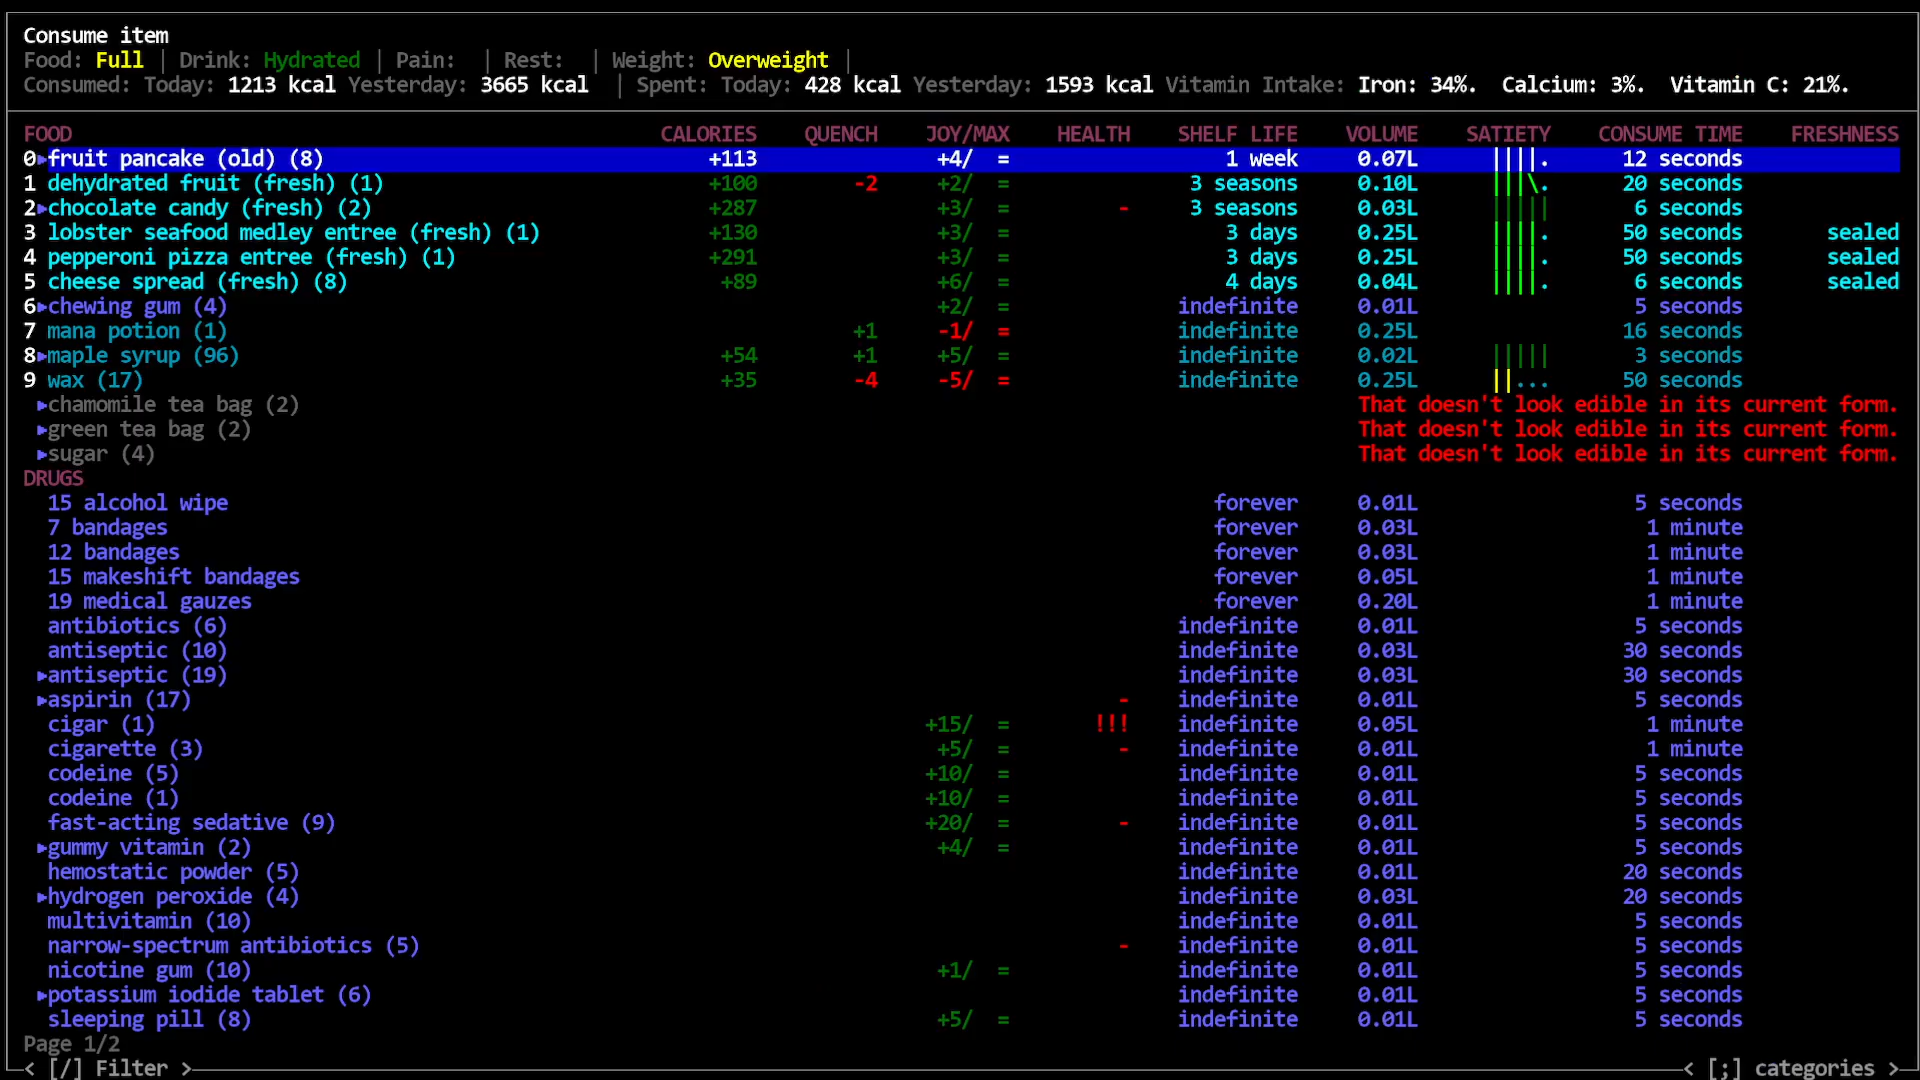 Consume item
Food: Full | Drink: Hydrated | Pain: | Rest: | Weight: Overweight |
Consumed: Today: 1213 kcal Yesterday: 3665 kcal | Spent: Today: 428 kcal Yesterday: 1593 kcal Vitamin Intake: Iron: 34%. Calcium: 3%. Vitamin C: 21%.
FOOD CALORIES QUENCH JOY/MAX HEALTH SHELF LIFE VOLUME SATIETY CONSUME TIME FRESHNESS
0▸fruit pancake (old) (8) +113 +4/ = 1 week 0.07L ||||. 12 seconds
1 dehydrated fruit (fresh) (1) +100 -2 +2/ = 3 seasons 0.10L |||\. 20 seconds
2▸chocolate candy (fresh) (2) +287 +3/ = - 3 seasons 0.03L ||||| 6 seconds
3 lobster seafood medley entree (fresh) (1) +130 +3/ = 3 days 0.25L ||||. 50 seconds sealed
4 pepperoni pizza entree (fresh) (1) +291 +3/ = 3 days 0.25L ||||. 50 seconds sealed
5 cheese spread (fresh) (8) +89 +6/ = 4 days 0.04L ||||. 6 seconds sealed
6▸chewing gum (4) +2/ = indefinite 0.01L 5 seconds
7 mana potion (1) +1 -1/ = indefinite 0.25L 16 seconds
8▸maple syrup (96) +54 +1 +5/ = indefinite 0.02L ||||| 3 seconds
9 wax (17) +35 -4 -5/ = indefinite 0.25L ||... 50 seconds
▸chamomile tea bag (2) That doesn't look edible in its current form.
▸green tea bag (2) That doesn't look edible in its current form.
▸sugar (4) That doesn't look edible in its current form.
DRUGS
15 alcohol wipe forever 0.01L 5 seconds
7 bandages forever 0.03L 1 minute
12 bandages forever 0.03L 1 minute
15 makeshift bandages forever 0.05L 1 minute
19 medical gauzes forever 0.20L 1 minute
antibiotics (6) indefinite 0.01L 5 seconds
antiseptic (10) indefinite 0.03L 30 seconds
▸antiseptic (19) indefinite 0.03L 30 seconds
▸aspirin (17) - indefinite 0.01L 5 seconds
cigar (1) +15/ = !!! indefinite 0.05L 1 minute
cigarette (3) +5/ = - indefinite 0.01L 1 minute
codeine (5) +10/ = indefinite 0.01L 5 seconds
codeine (1) +10/ = indefinite 0.01L 5 seconds
fast-acting sedative (9) +20/ = - indefinite 0.01L 5 seconds
▸gummy vitamin (2) +4/ = indefinite 0.01L 5 seconds
hemostatic powder (5) indefinite 0.01L 20 seconds
▸hydrogen peroxide (4) indefinite 0.03L 20 seconds
multivitamin (10) indefinite 0.01L 5 seconds
narrow-spectrum antibiotics (5) - indefinite 0.01L 5 seconds
nicotine gum (10) +1/ = indefinite 0.01L 5 seconds
▸potassium iodide tablet (6) indefinite 0.01L 5 seconds
sleeping pill (8) +5/ = indefinite 0.01L 5 seconds
Page 1/2
< [/] Filter > < [;] categories >